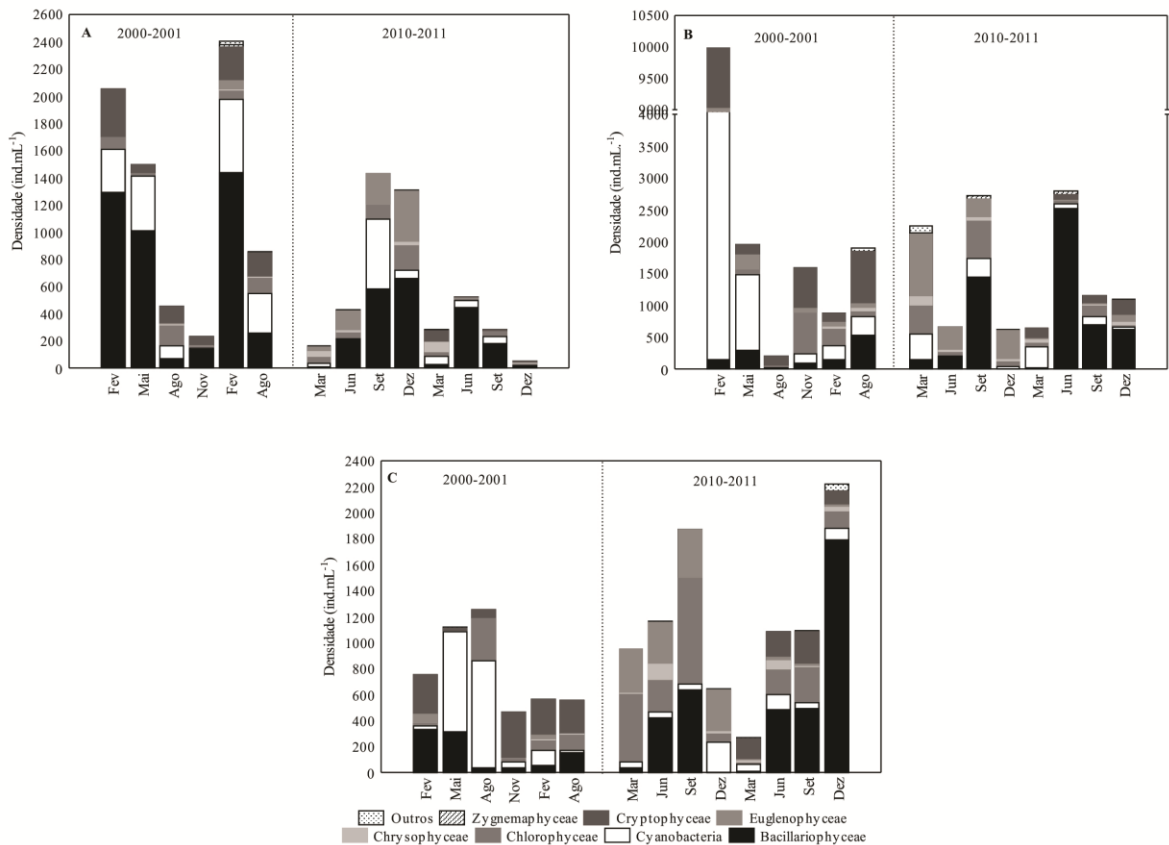 A
2000-2001
2010-2011
Densidade (ind.mL⁻¹)
2600
2400
2200
2000
1800
1600
1400
1200
1000
800
600
400
200
0
Fev
Mai
Ago
Nov
Fev
Ago
Mar
Jun
Set
Dez
Mar
Jun
Set
Dez
B
2000-2001
2010-2011
Densidade (ind.mL.⁻¹)
10500
10000
9500
9000
4000
3500
3000
2500
2000
1500
1000
500
0
Fev
Mai
Ago
Nov
Fev
Ago
Mar
Jun
Set
Dez
Mar
Jun
Set
Dez
C
2000-2001
2010-2011
Densidade (ind.mL⁻¹)
2400
2200
2000
1800
1600
1400
1200
1000
800
600
400
200
0
Fev
Mai
Ago
Nov
Fev
Ago
Mar
Jun
Set
Dez
Mar
Jun
Set
Dez
Outros Zygnemaphyceae Cryptophyceae Euglenophyceae
Chrysophyceae Chlorophyceae Cyanobacteria Bacillariophyceae